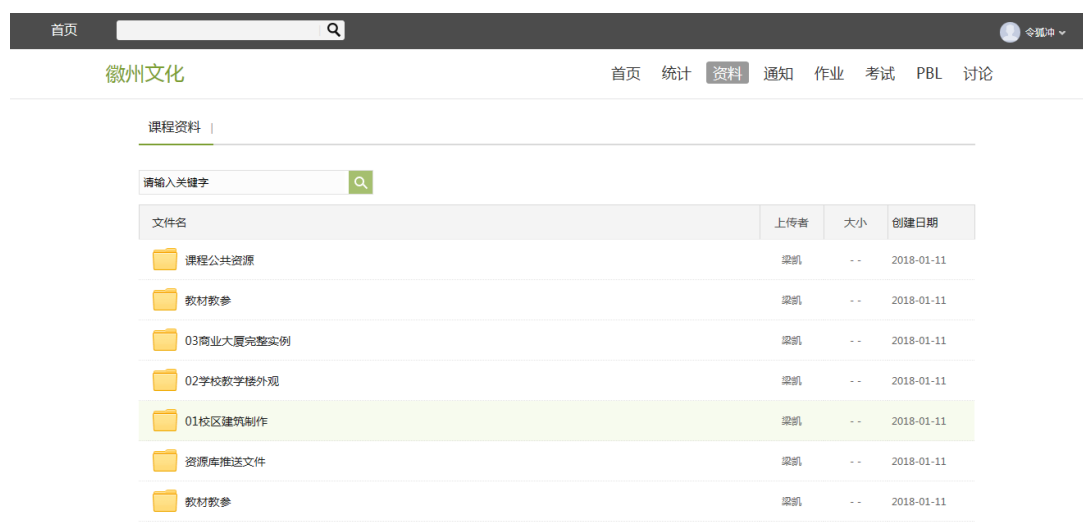 首页 令狐冲
徽州文化 首页 统计 资料 通知 作业 考试 PBL 讨论
课程资料 |
请输入关键字
文件名 上传者 大小 创建日期
课程公共资源 梁凯 - - 2018-01-11
教材教参 梁凯 - - 2018-01-11
03商业大厦完整实例 梁凯 - - 2018-01-11
02学校教学楼外观 梁凯 - - 2018-01-11
01校区建筑制作 梁凯 - - 2018-01-11
资源库推送文件 梁凯 - - 2018-01-11
教材教参 梁凯 - - 2018-01-11